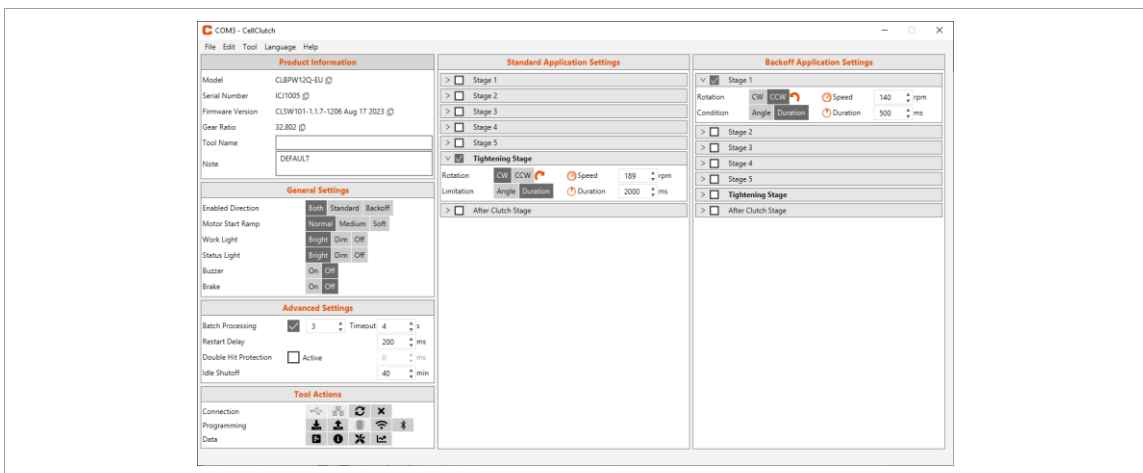 COM3 - CellClutch
File Edit Tool Language Help
Product Information
Model CLBPW12Q-EU
Serial Number ICJ1005
Firmware Version CLSW101-1.1.7-1206 Aug 17 2023
Gear Ratio 32.802
Tool Name
Note DEFAULT
General Settings
Enabled Direction Both Standard Backoff
Motor Start Ramp Normal Medium Soft
Work Light Bright Dim Off
Status Light Bright Dim Off
Buzzer On Off
Brake On Off
Advanced Settings
Batch Processing 3 Timeout 4 s
Restart Delay 200 ms
Double Hit Protection Active 0 ms
Idle Shutoff 40 min
Tool Actions
Connection
Programming
Data
Standard Application Settings
> Stage 1
> Stage 2
> Stage 3
> Stage 4
> Stage 5
Tightening Stage
Rotation CW CCW Speed 189 rpm
Limitation Angle Duration Duration 2000 ms
> After Clutch Stage
Backoff Application Settings
Stage 1
Rotation CW CCW Speed 140 rpm
Condition Angle Duration Duration 500 ms
> Stage 2
> Stage 3
> Stage 4
> Stage 5
> Tightening Stage
> After Clutch Stage